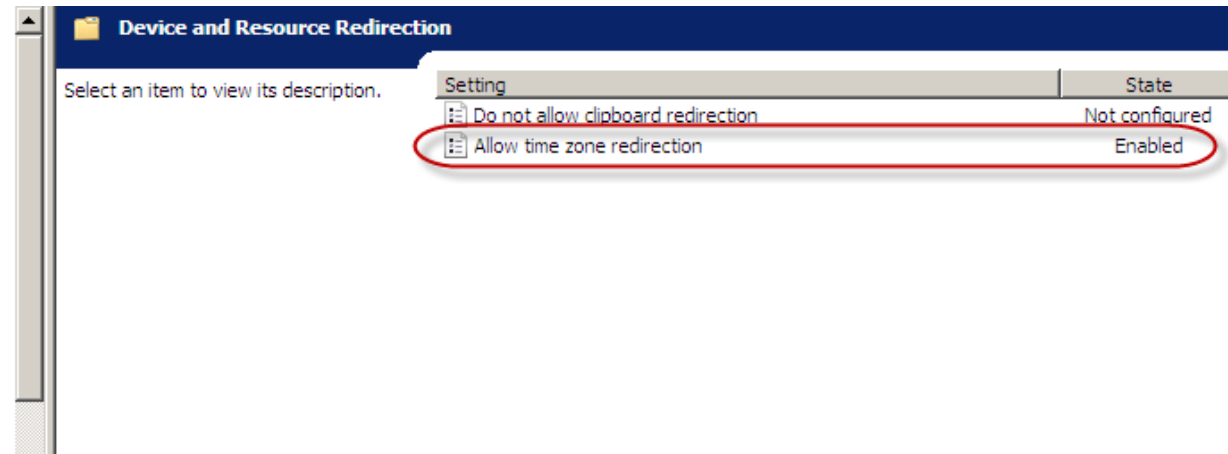 Device and Resource Redirection
Select an item to view its description.
Setting State
Do not allow clipboard redirection Not configured
Allow time zone redirection Enabled